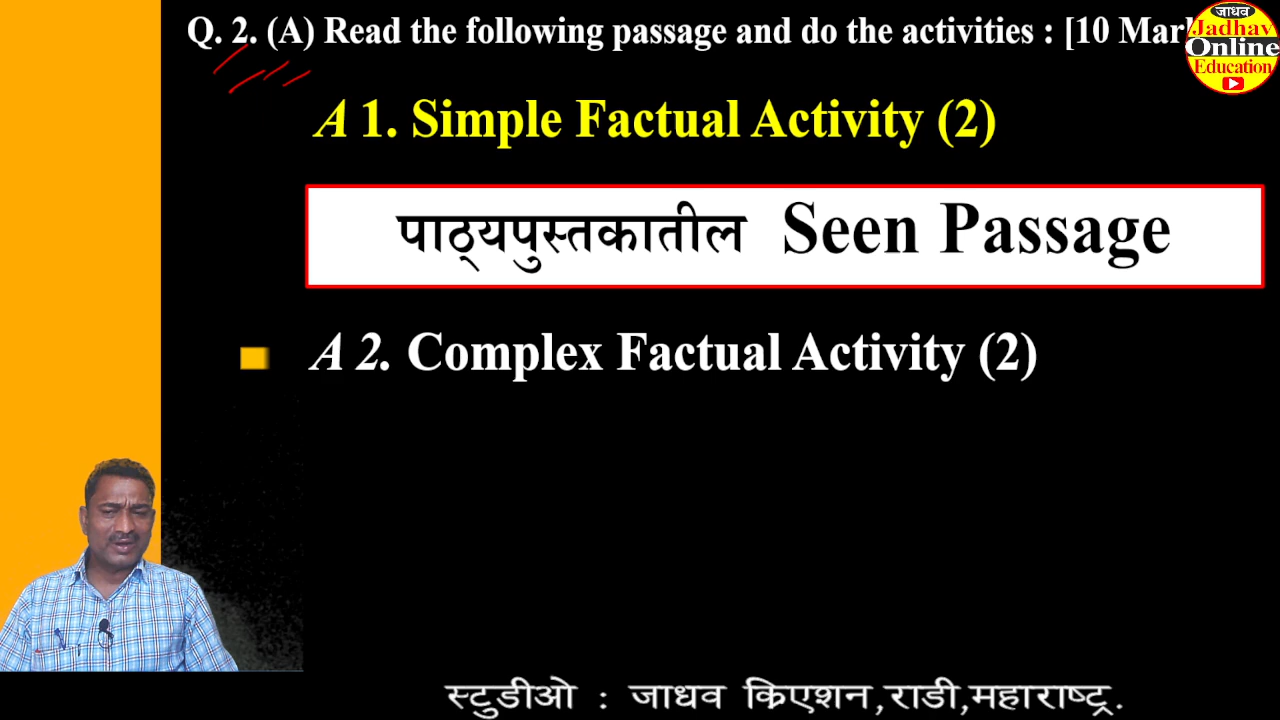 Q. 2. (A) Read the following passage and do the activities : [10 Mar
जाधव
Jadhav
Online
Education
A 1. Simple Factual Activity (2)
पाठ्यपुस्तकातील Seen Passage
A 2. Complex Factual Activity (2)
स्टुडीओ : जाधव क्रिएशन,राडी,महाराष्ट्र.